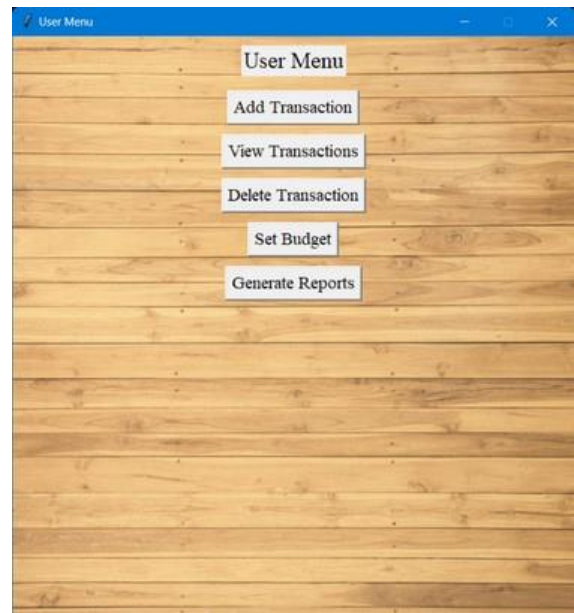 User Menu
User Menu
Add Transaction
View Transactions
Delete Transaction
Set Budget
Generate Reports